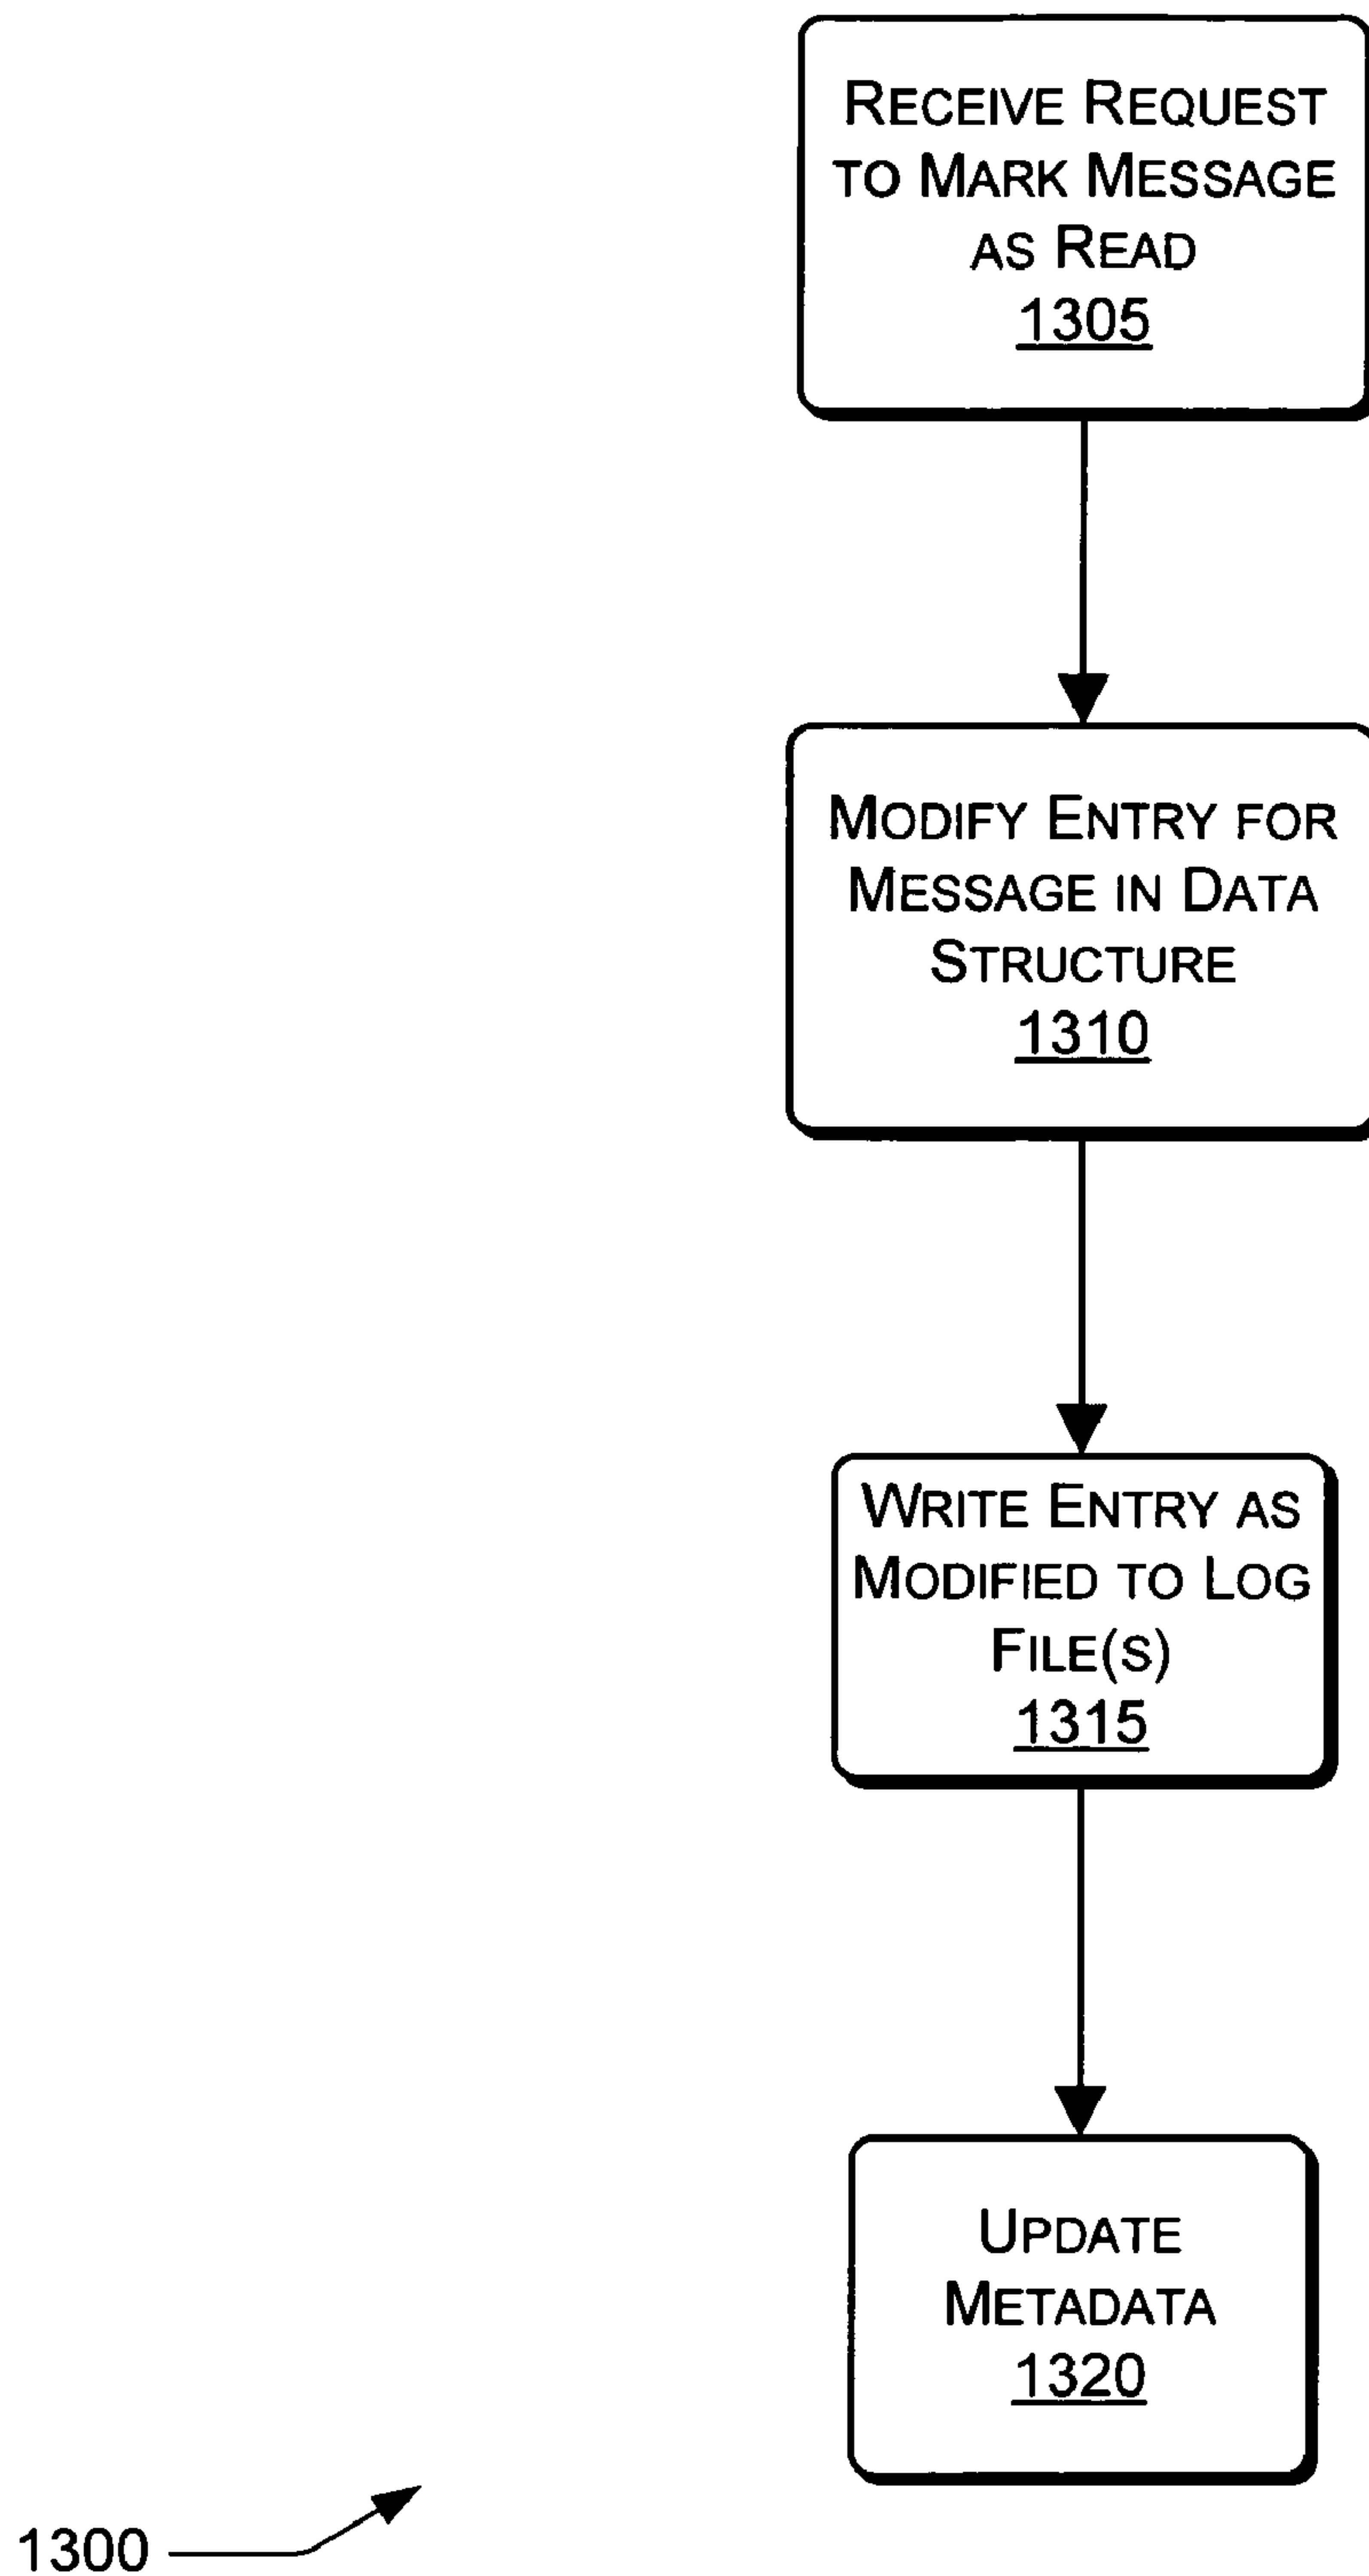 RECEIVE REQUEST
TO MARK MESSAGE
AS READ
1305
MODIFY ENTRY FOR
MESSAGE IN DATA
STRUCTURE
1310
WRITE ENTRY AS
MODIFIED TO LOG
FILE(S)
1315
UPDATE
METADATA
1320
1300